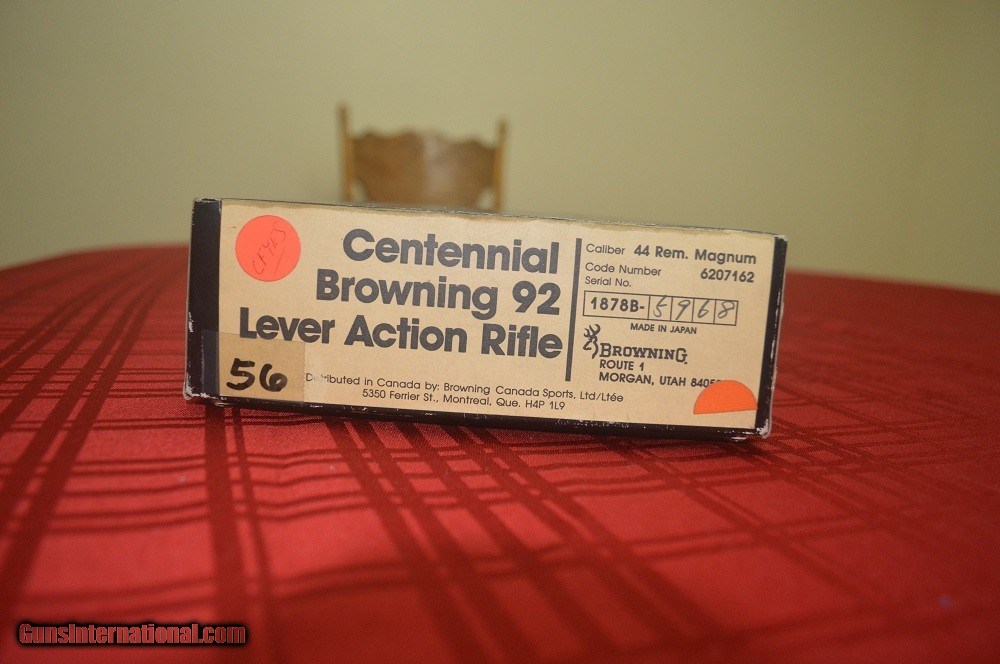 Centennial
Browning 92
Lever Action Rifle
Caliber 44 Rem. Magnum
Code Number 6207162
Serial No.
1878B-5968
MADE IN JAPAN
BROWNING
ROUTE 1
MORGAN, UTAH
56
Distributed in Canada by: Browning Canada Sports, Ltd/Ltée
5350 Ferrier St., Montreal, Que. H4P 1L9
GunsInternational.com